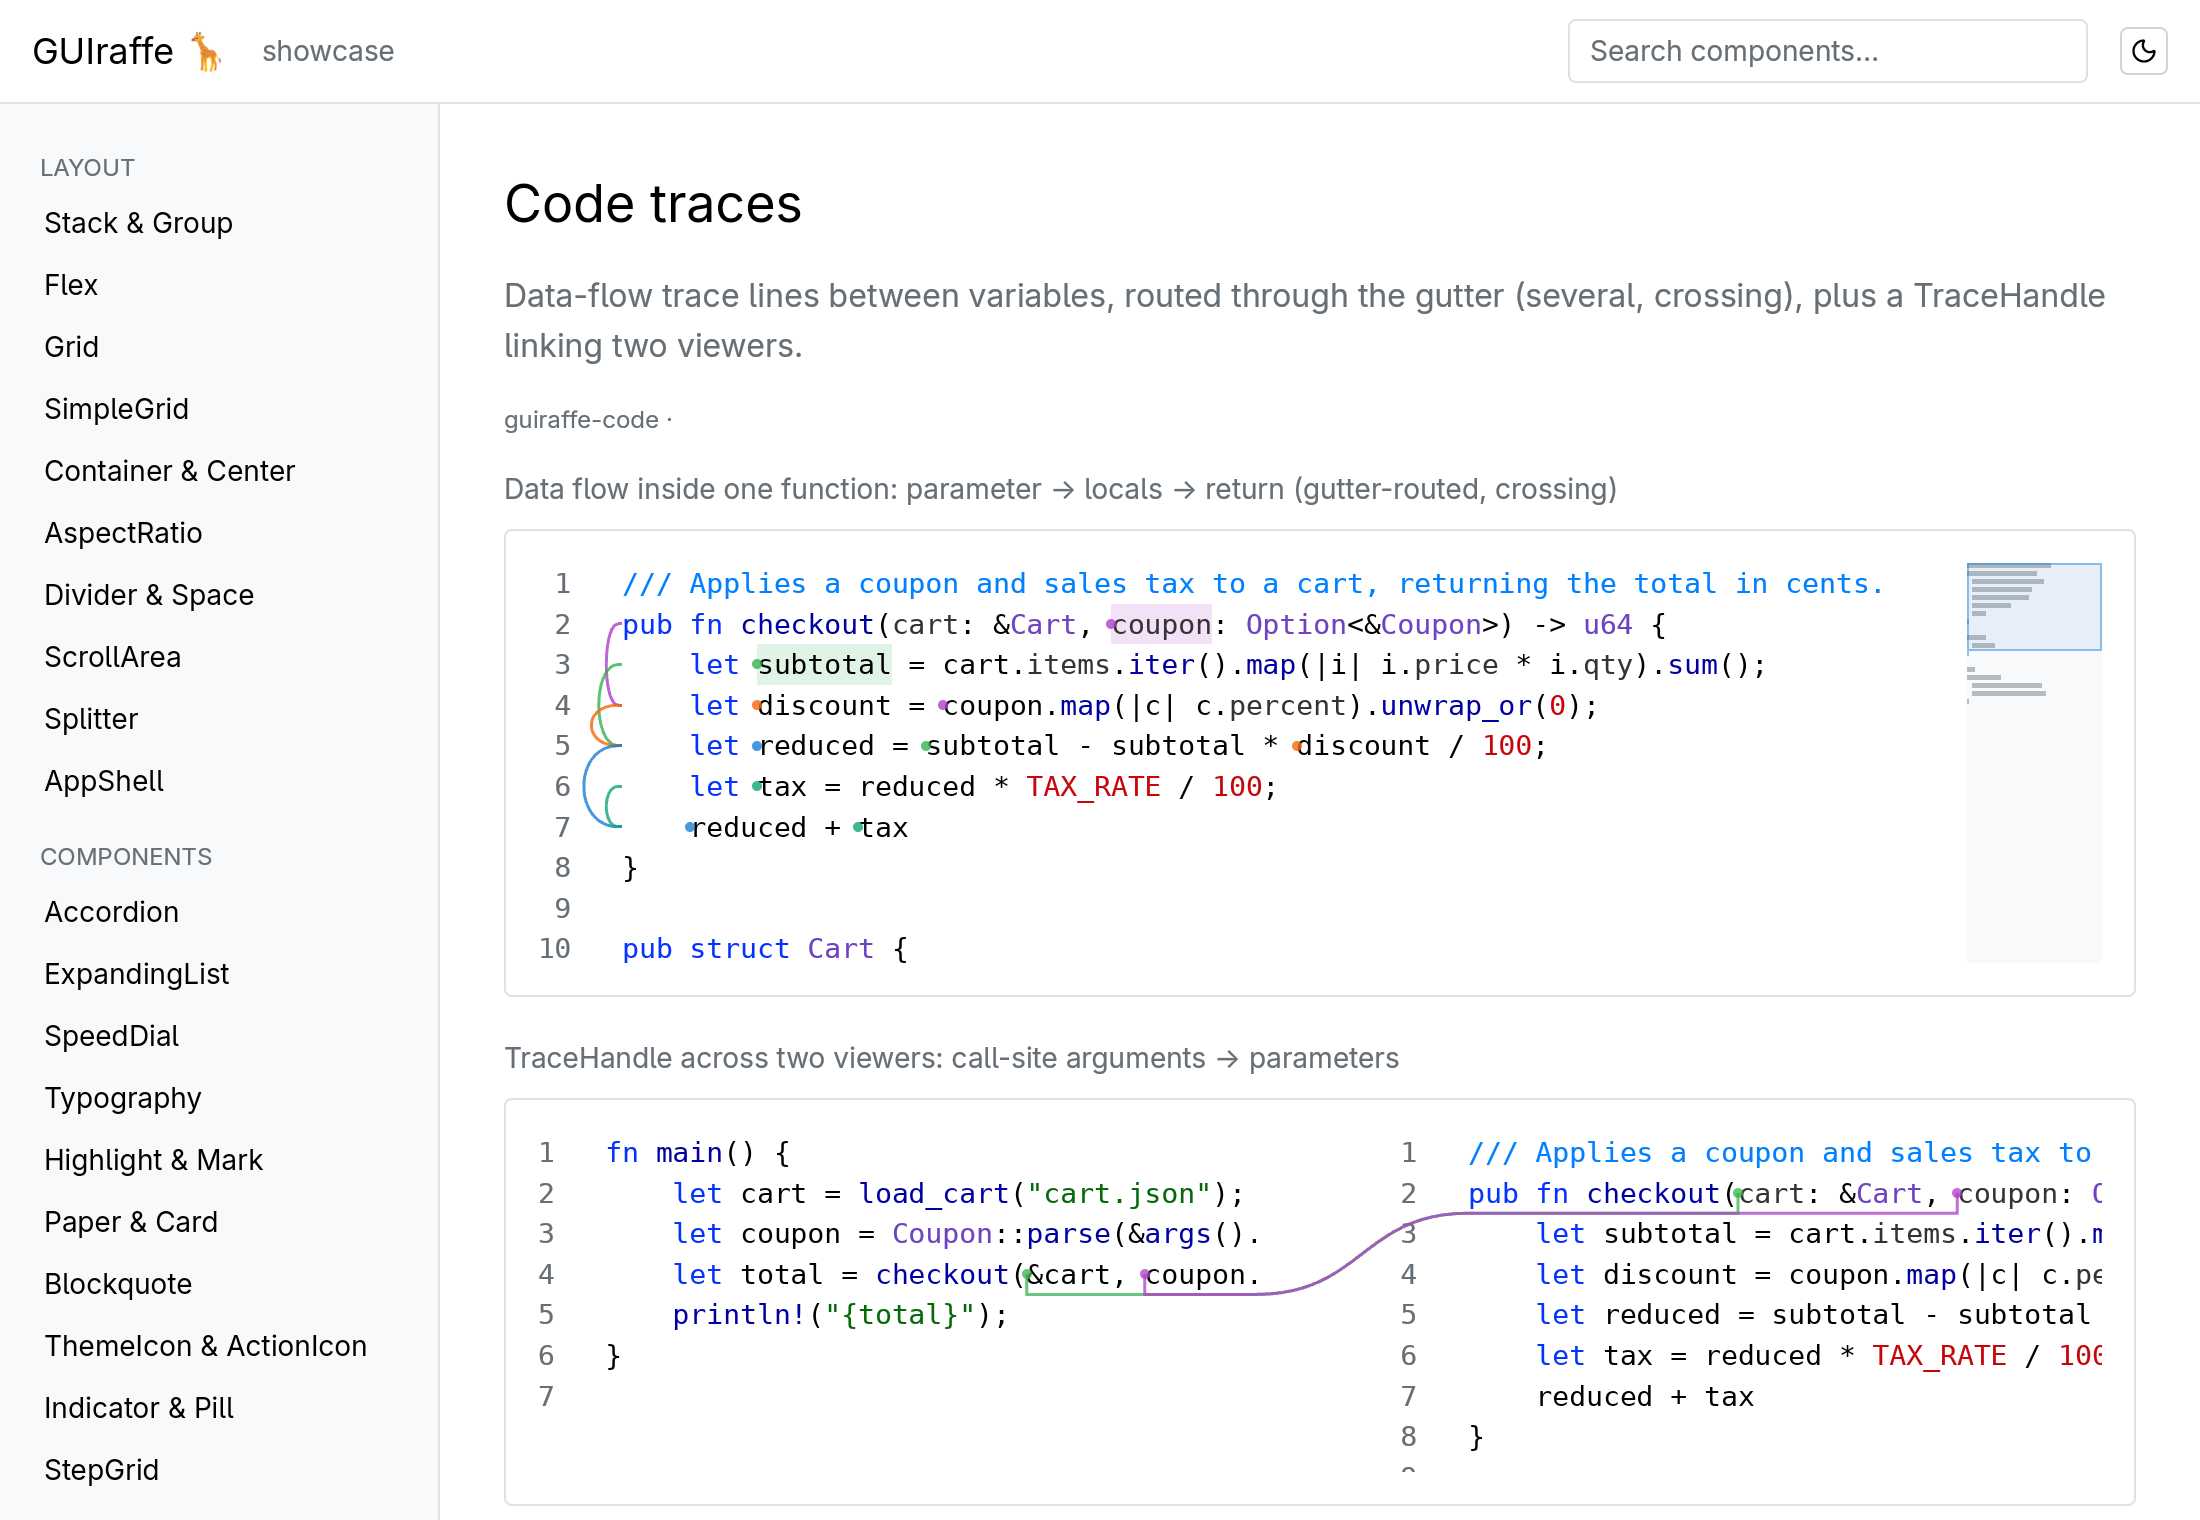 GUIraffe 🦒 showcase
Search components...
LAYOUT
Stack & Group
Flex
Grid
SimpleGrid
Container & Center
AspectRatio
Divider & Space
ScrollArea
Splitter
AppShell
COMPONENTS
Accordion
ExpandingList
SpeedDial
Typography
Highlight & Mark
Paper & Card
Blockquote
ThemeIcon & ActionIcon
Indicator & Pill
StepGrid
Code traces
Data-flow trace lines between variables, routed through the gutter (several, crossing), plus a TraceHandle
linking two viewers.
guiraffe-code ·
Data flow inside one function: parameter → locals → return (gutter-routed, crossing)
1 /// Applies a coupon and sales tax to a cart, returning the total in cents.
2 pub fn checkout(cart: &Cart, coupon: Option<&Coupon>) -> u64 {
3     let subtotal = cart.items.iter().map(|i| i.price * i.qty).sum();
4     let discount = coupon.map(|c| c.percent).unwrap_or(0);
5     let reduced = subtotal - subtotal * discount / 100;
6     let tax = reduced * TAX_RATE / 100;
7     reduced + tax
8 }
9
10 pub struct Cart {
TraceHandle across two viewers: call-site arguments → parameters
1 fn main() {
2     let cart = load_cart("cart.json");
3     let coupon = Coupon::parse(&args().
4     let total = checkout(&cart, coupon.
5     println!("{total}");
6 }
7
1 /// Applies a coupon and sales tax to
2 pub fn checkout(cart: &Cart, coupon:
3     let subtotal = cart.items.iter().m
4     let discount = coupon.map(|c| c.pe
5     let reduced = subtotal - subtotal
6     let tax = reduced * TAX_RATE / 100
7     reduced + tax
8 }